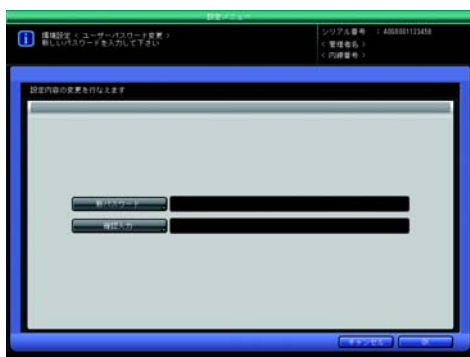 設定メニュー
環境設定 < ユーザーパスワード変更 >
新しいパスワードを入力して下さい
シリアル番号 : A0G6001123456
< 管理者名 >
< 内線番号 >
設定内容の変更を行なえます
新パスワード
確認入力
キャンセル
OK